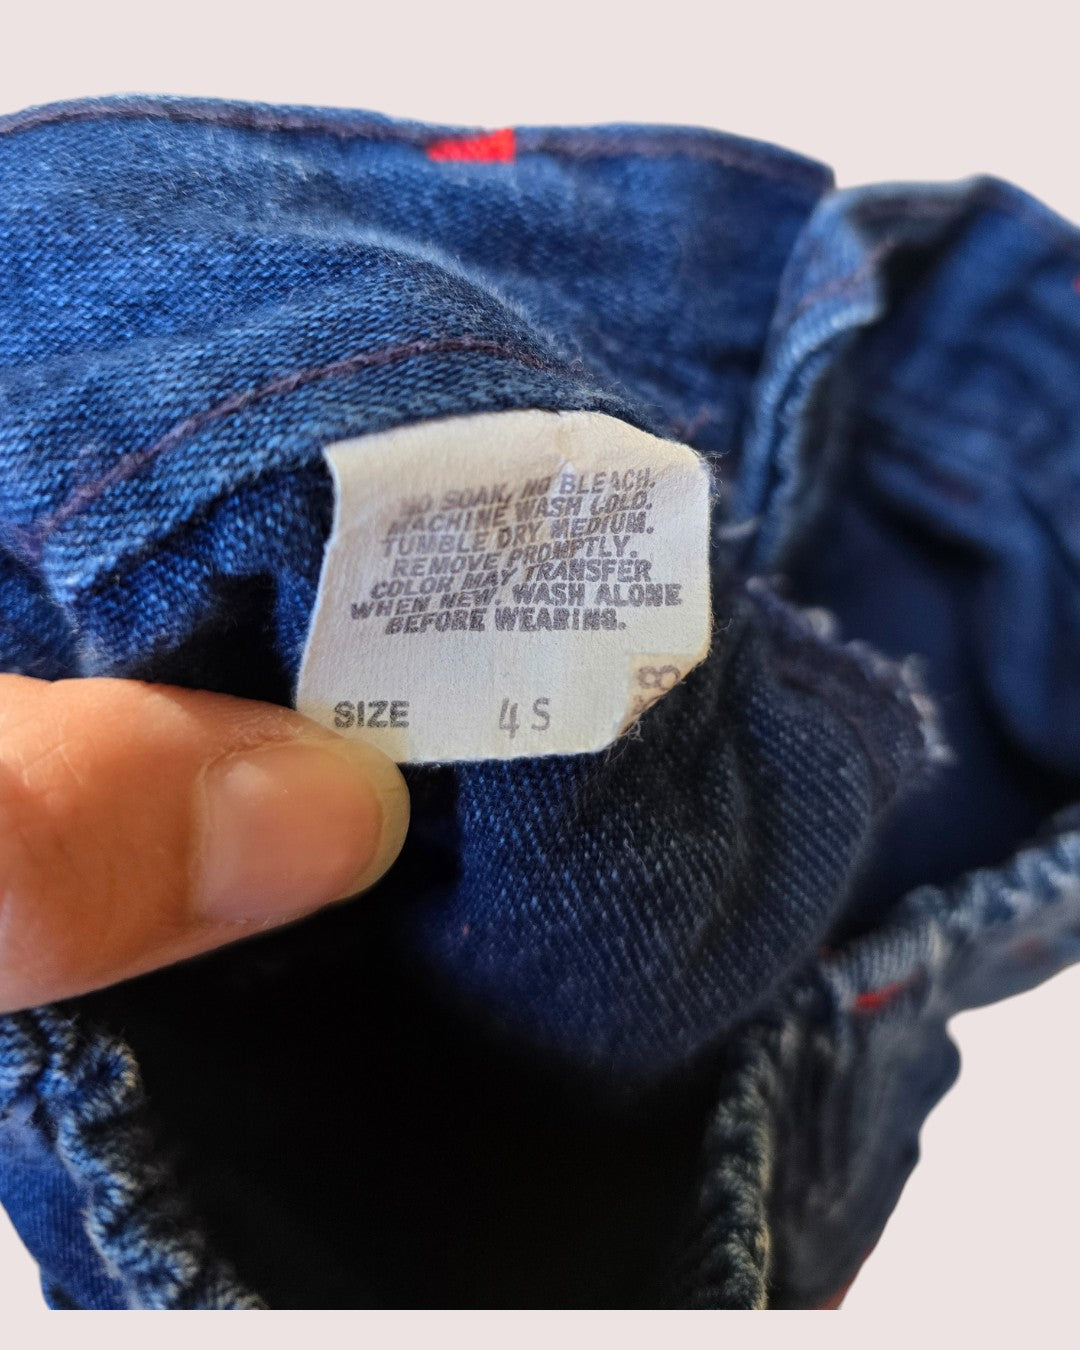 NO SOAK, NO BLEACH.
MACHINE WASH COLD.
TUMBLE DRY MEDIUM.
REMOVE PROMPTLY.
COLOR MAY TRANSFER
WHEN NEW. WASH ALONE
BEFORE WEARING.
SIZE 4S
8